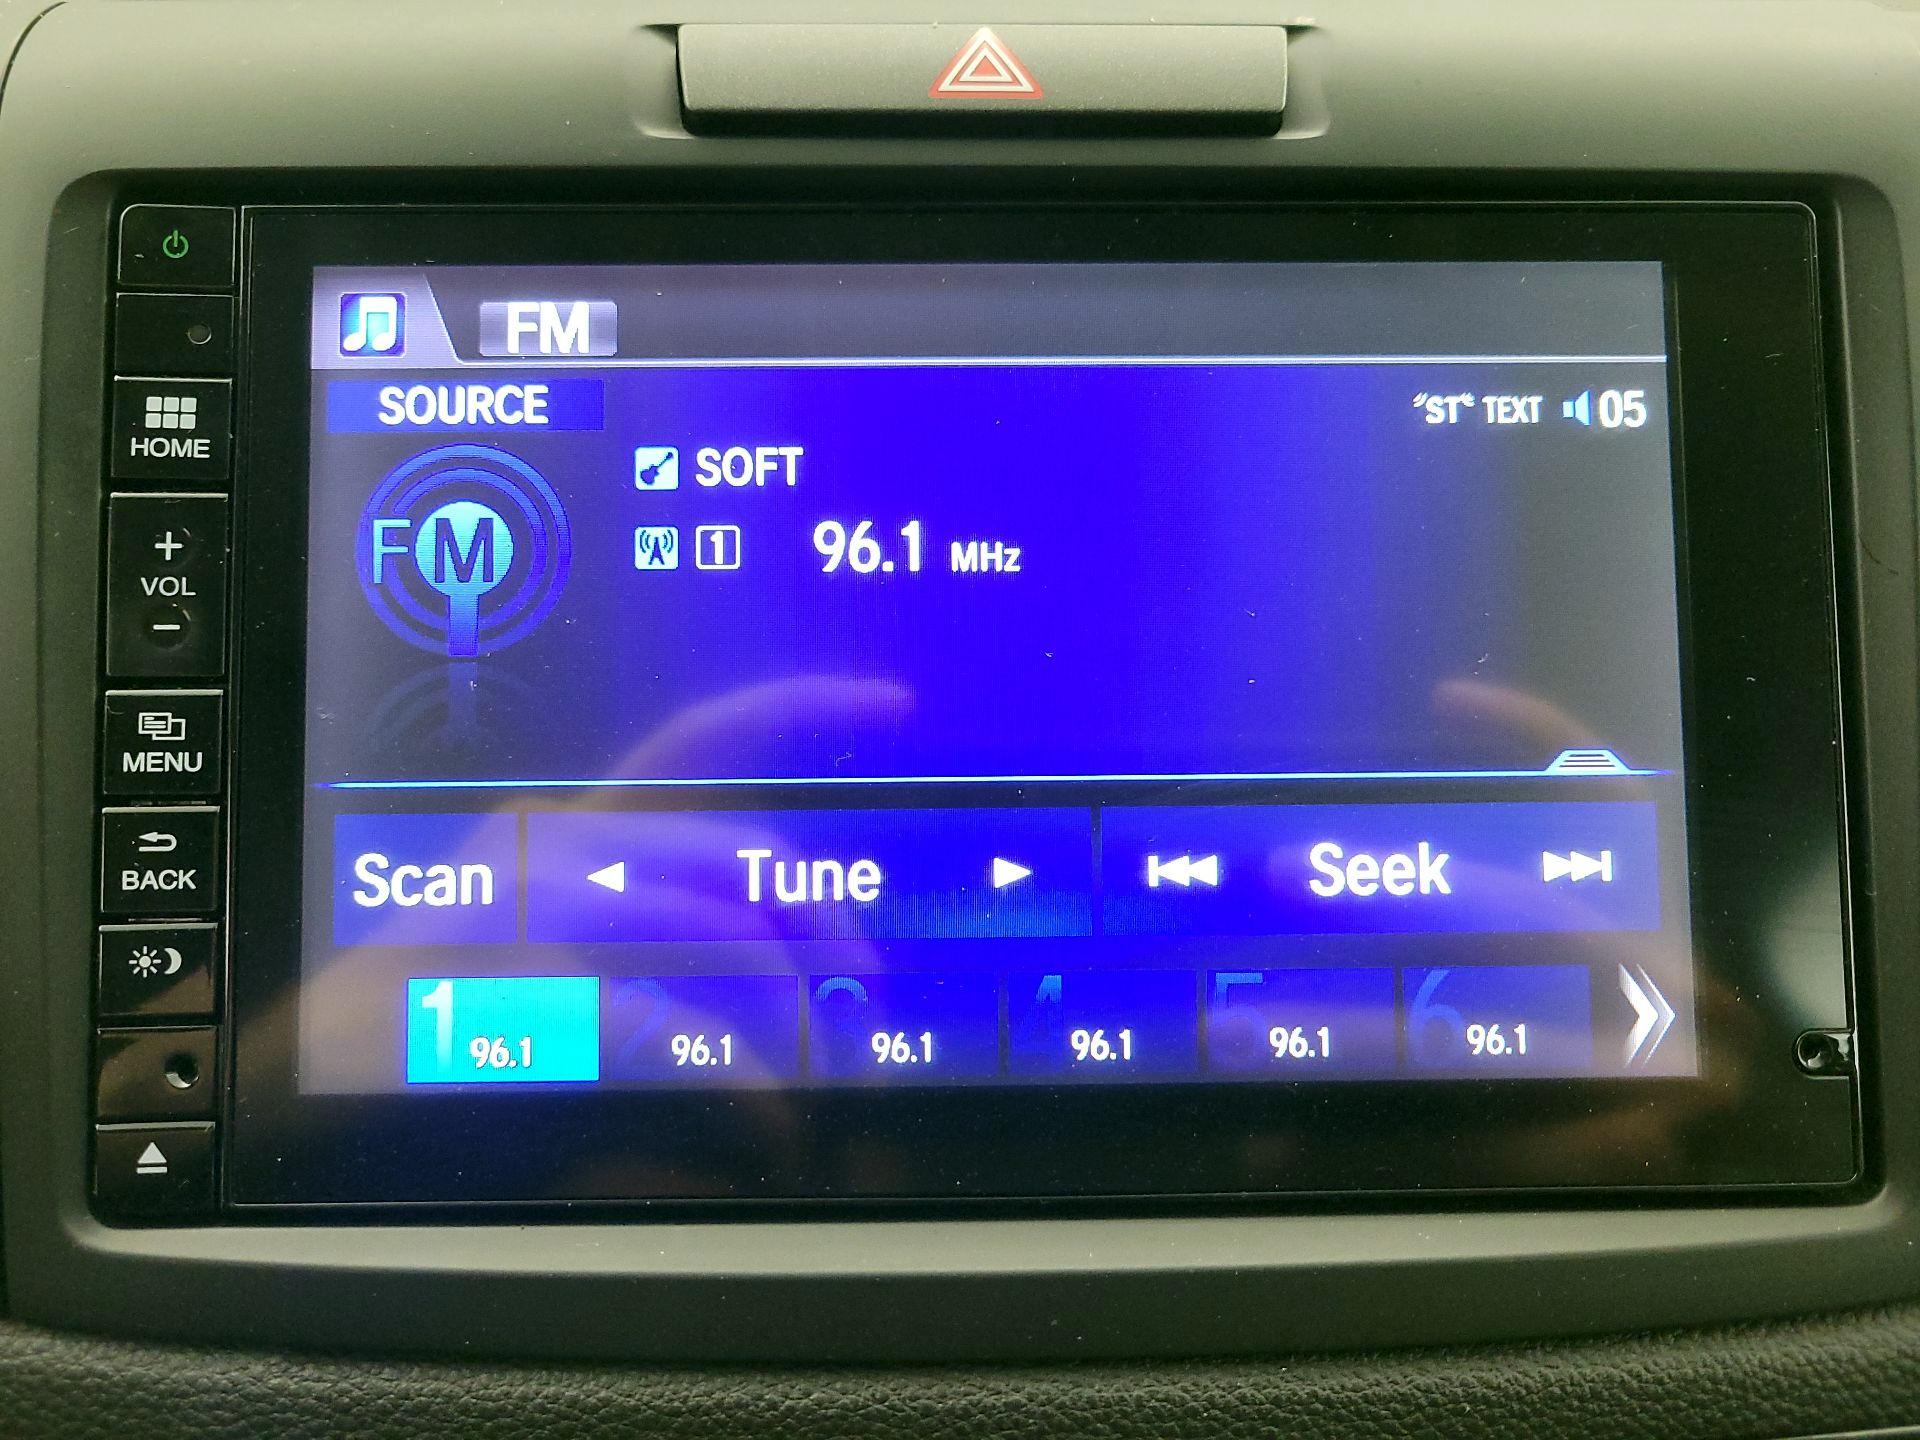 FM
SOURCE
"ST" TEXT 05
SOFT
FM
1 96.1 MHz
HOME
+
VOL
−
MENU
BACK
Scan Tune Seek
1 2 3 4 5 6
96.1 96.1 96.1 96.1 96.1 96.1